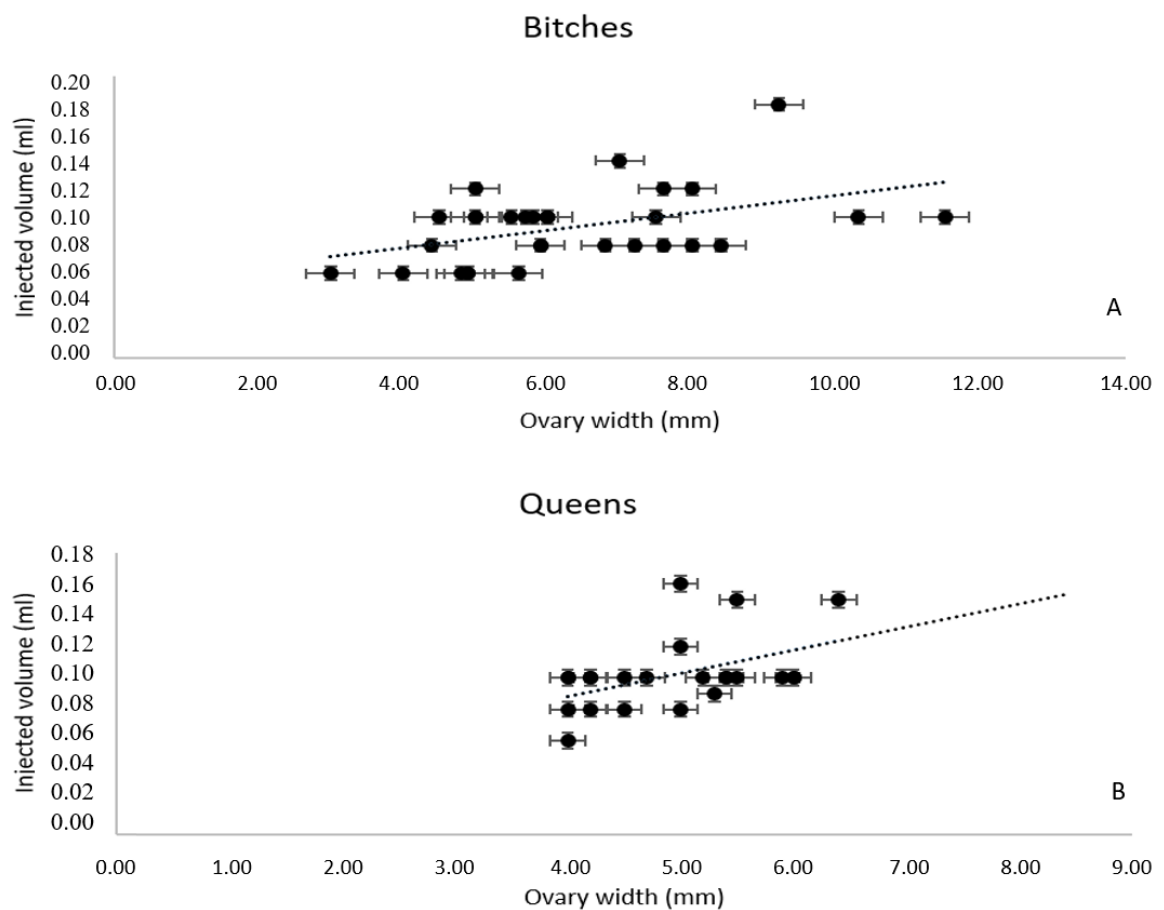 Bitches
0.20
0.18
0.16
0.14
0.12
0.10
0.08
0.06
0.04
0.02
0.00
Injected volume (ml)
A
0.00 2.00 4.00 6.00 8.00 10.00 12.00 14.00
Ovary width (mm)
Queens
0.18
0.16
0.14
0.12
0.10
0.08
0.06
0.04
0.02
0.00
Injected volume (ml)
B
0.00 1.00 2.00 3.00 4.00 5.00 6.00 7.00 8.00 9.00
Ovary width (mm)